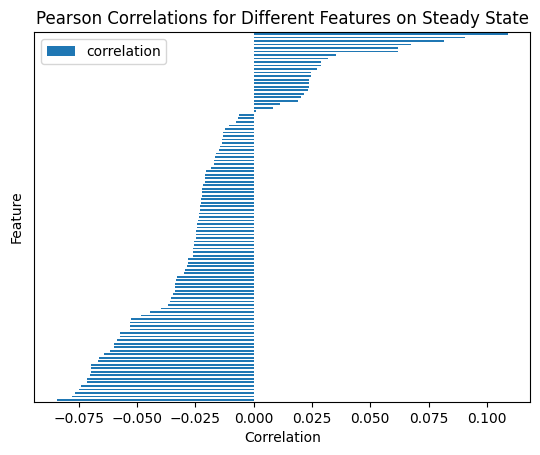 Pearson Correlations for Different Features on Steady State
correlation
Feature
−0.075 −0.050 −0.025 0.000 0.025 0.050 0.075 0.100
Correlation